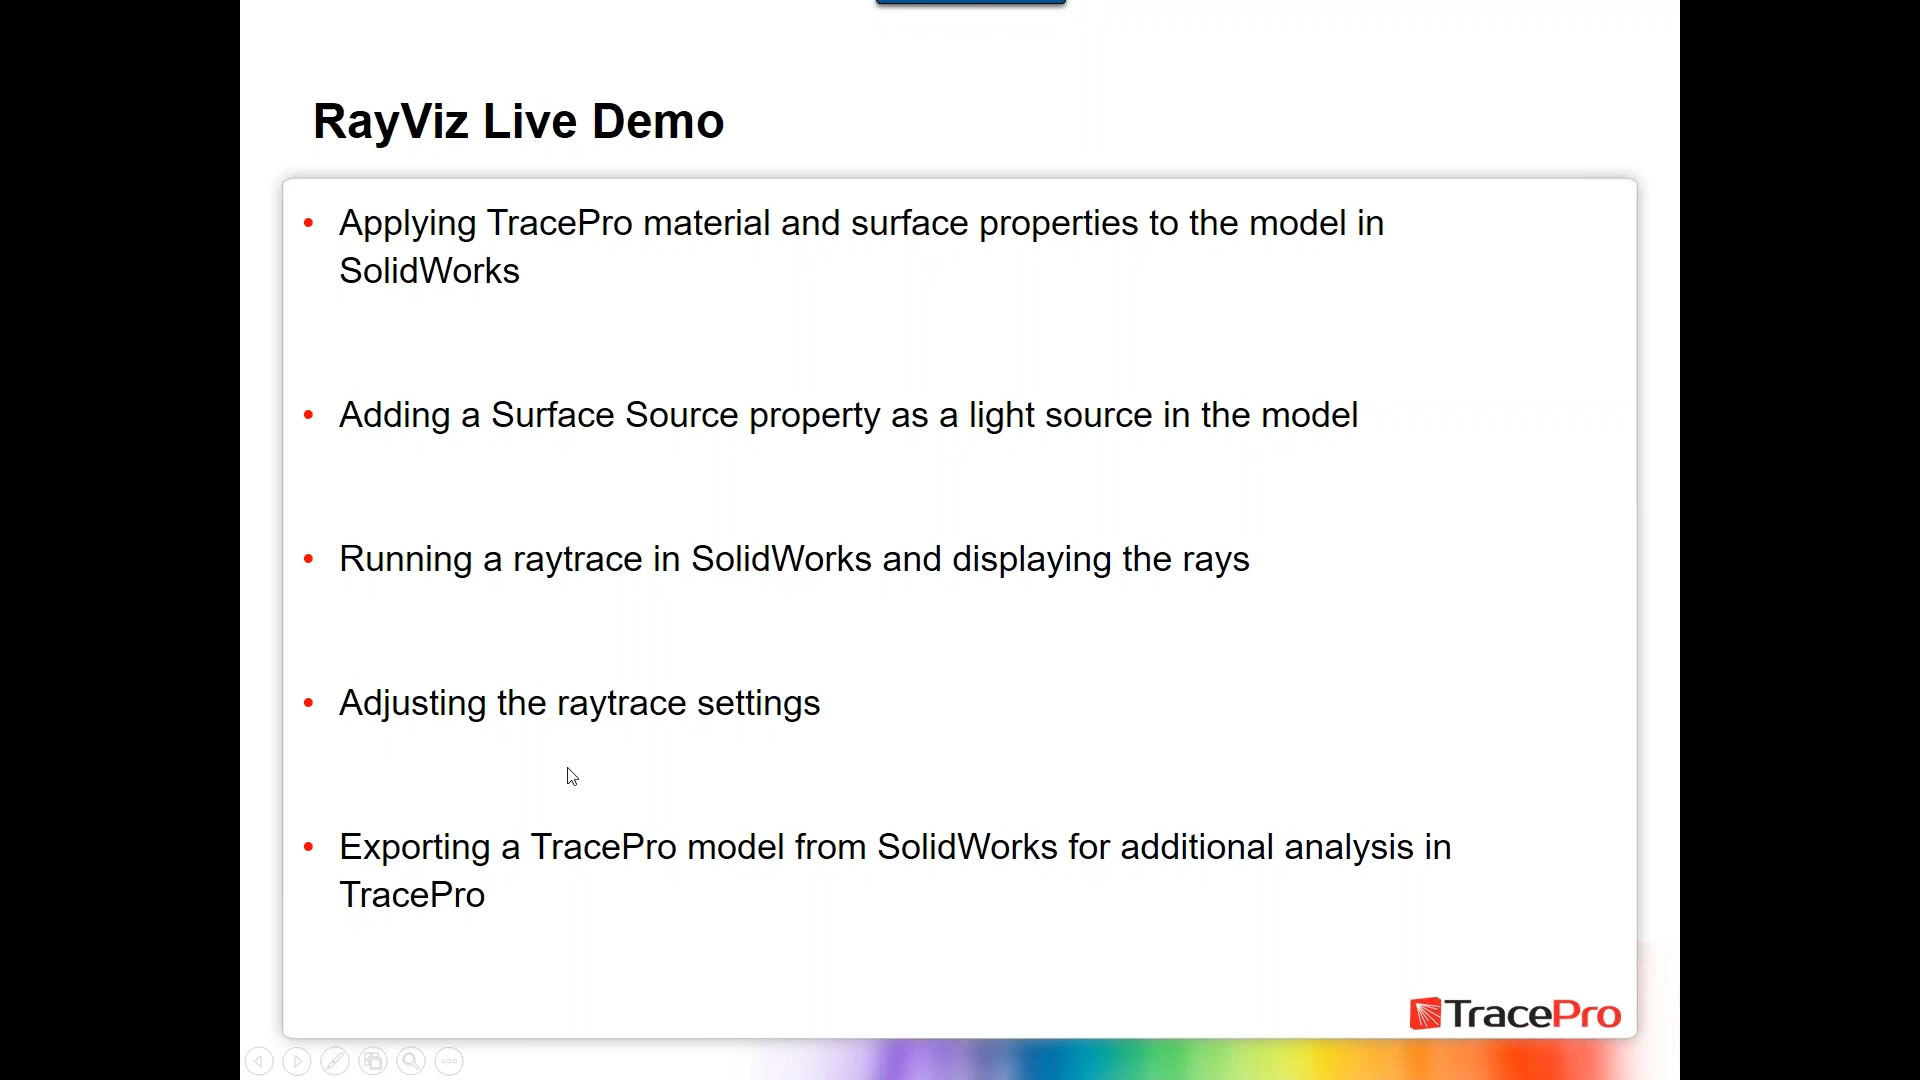 RayViz Live Demo
• Applying TracePro material and surface properties to the model in
SolidWorks
• Adding a Surface Source property as a light source in the model
• Running a raytrace in SolidWorks and displaying the rays
• Adjusting the raytrace settings
• Exporting a TracePro model from SolidWorks for additional analysis in
TracePro
TracePro